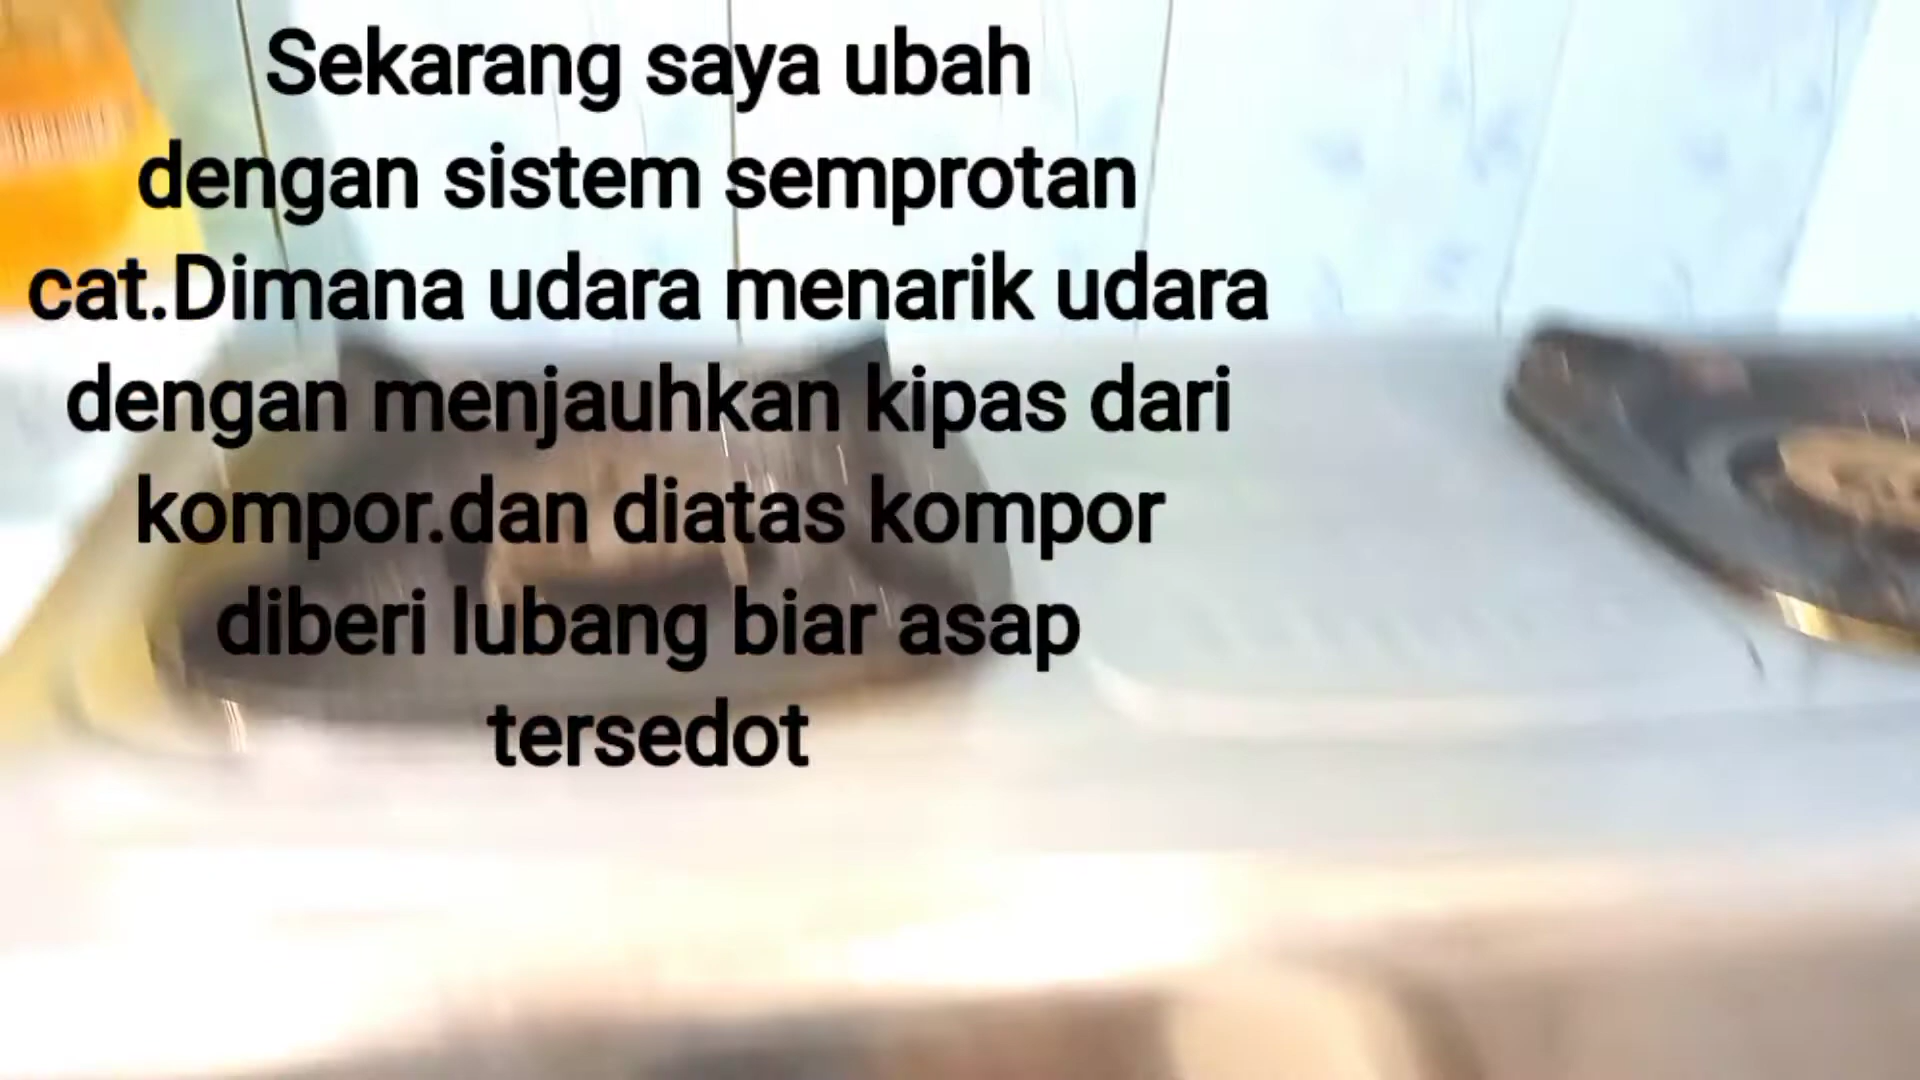 Sekarang saya ubah
dengan sistem semprotan
cat.Dimana udara menarik udara
dengan menjauhkan kipas dari
kompor.dan diatas kompor
diberi lubang biar asap
tersedot